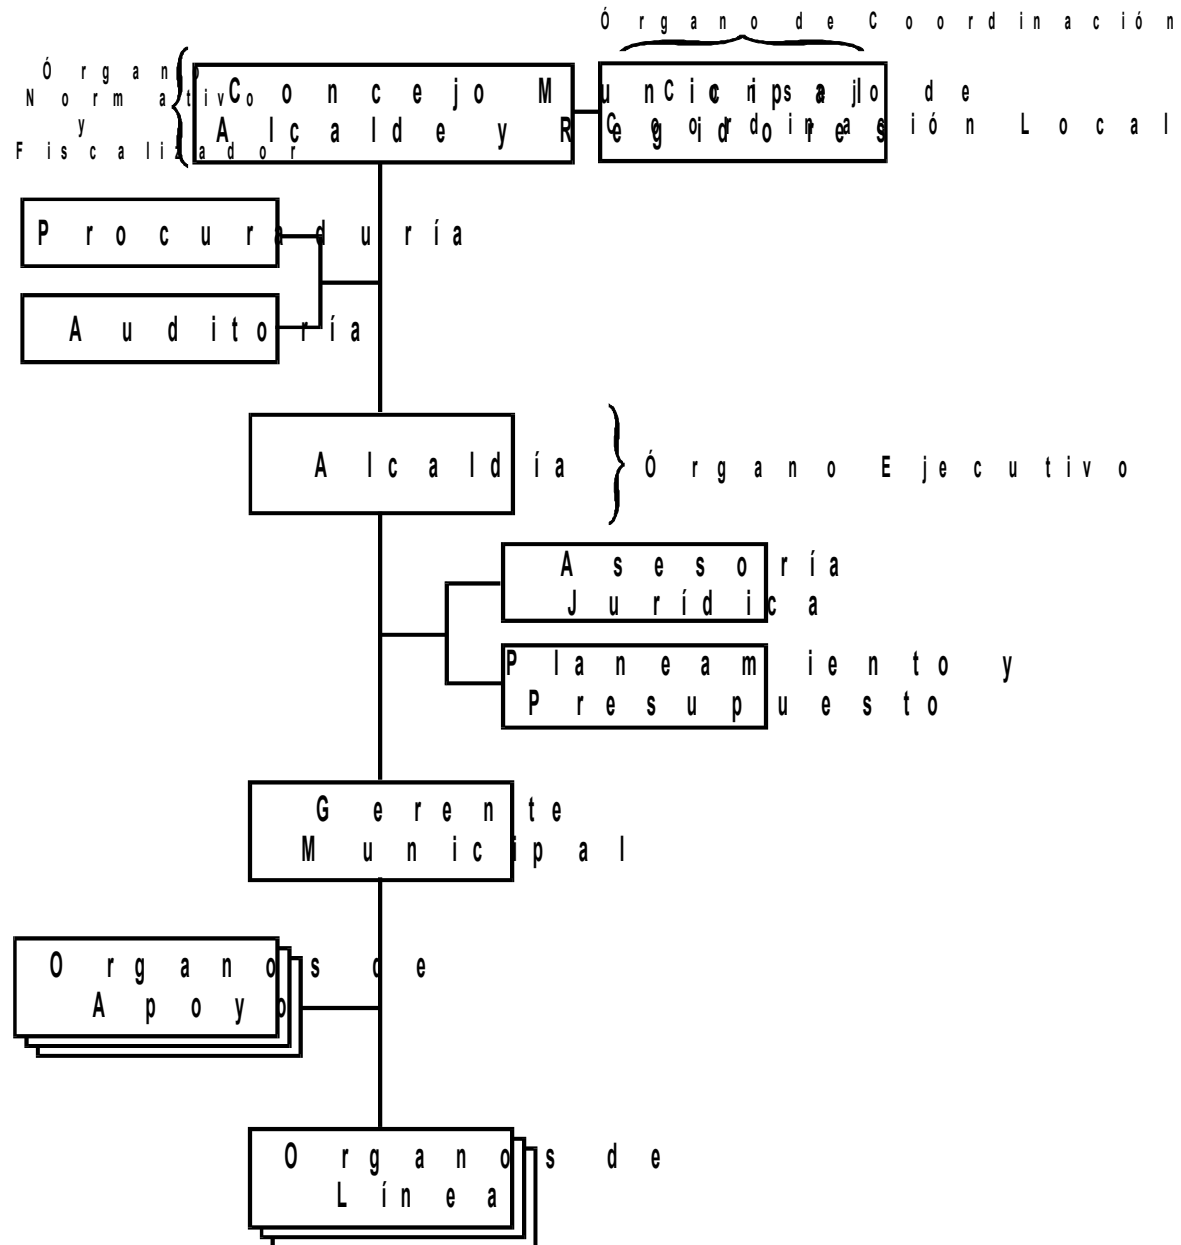 Órgano de Coordinación
Órgano
Normativo
y
Fiscalizador
Concejo Municipal
Alcalde y Regidores
Consejo de
Coordinación Local
Procuraduría
Auditoría
Alcaldía
Órgano Ejecutivo
Asesoría
Jurídica
Planeamiento y
Presupuesto
Gerente
Municipal
Organos de
Apoyo
Organos de
Línea